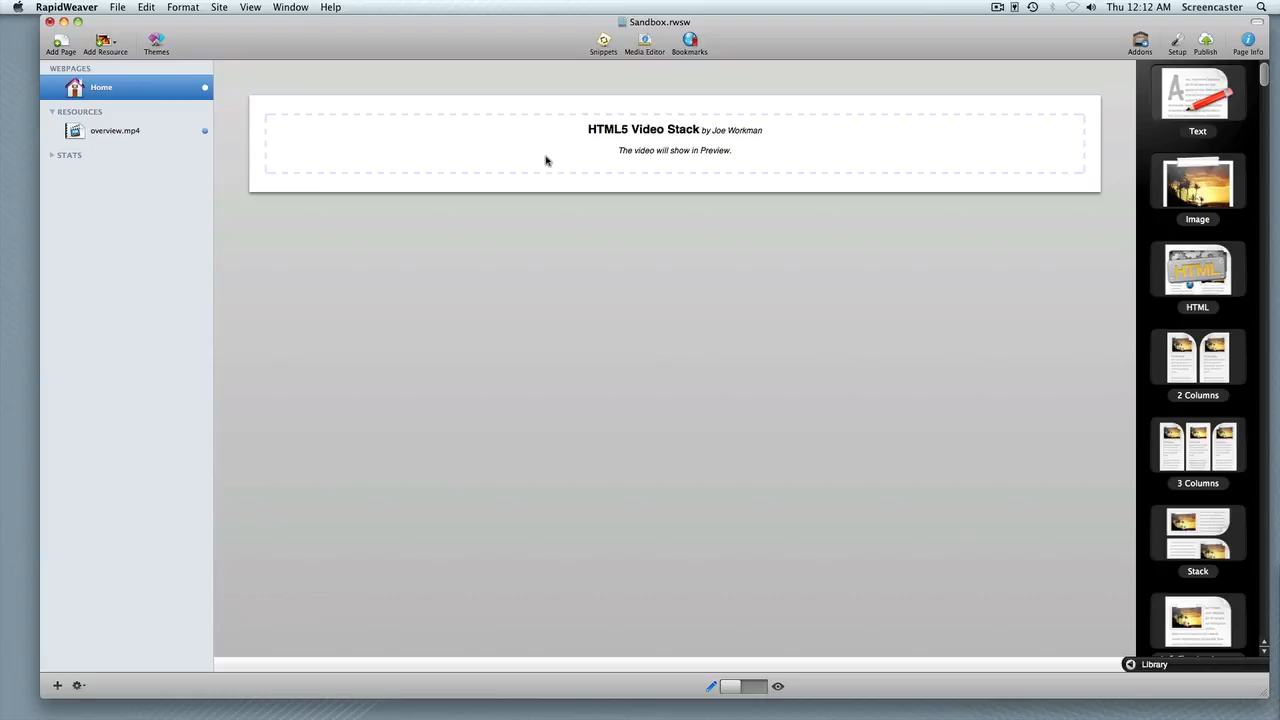 RapidWeaver File Edit Format Site View Window Help
Thu 12:12 AM Screencaster
Sandbox.rwsw
Add Page Add Resource Themes Snippets Media Editor Bookmarks Addons Setup Publish Page Info
WEBPAGES
Home
RESOURCES
overview.mp4
STATS
HTML5 Video Stack by Joe Workman
The video will show in Preview.
Text
Image
HTML
HTML
2 Columns
3 Columns
Stack
Library